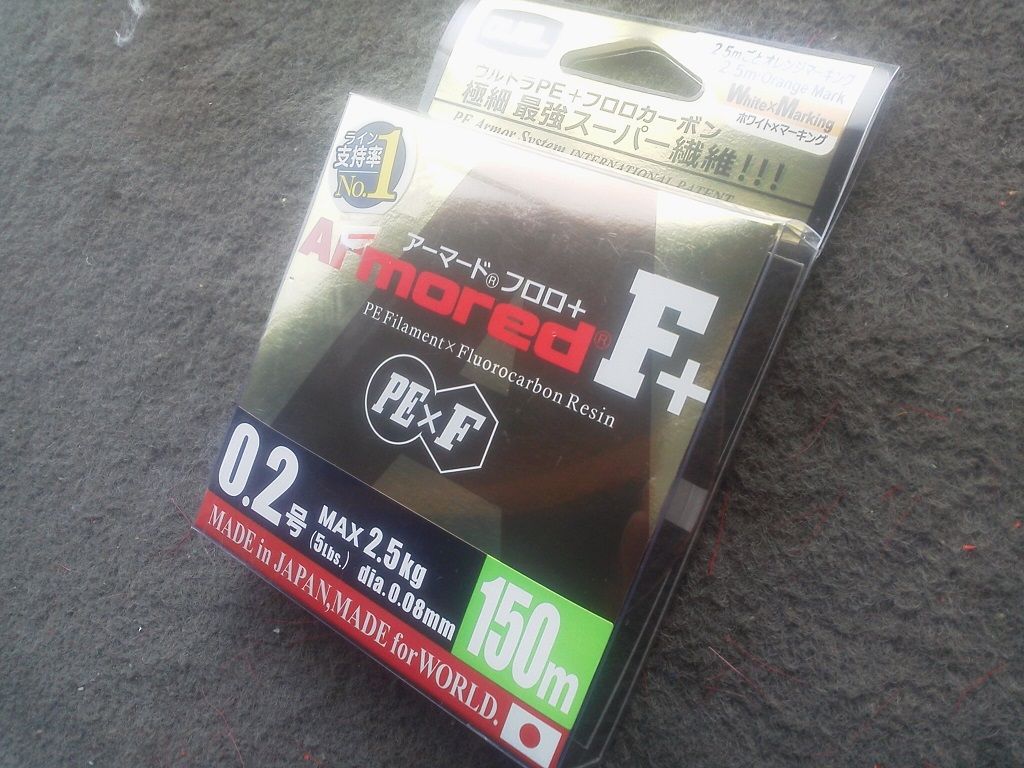 2.5mごとオレンジマーキング
2.5m Orange Mark
White×Marking
ホワイト×マーキング
ウルトラPE+フロロカーボン
極細 最強スーパー繊維!!!
PE Armor System INTERNATIONAL PATENT
ライン
支持率
No.1
アーマード® フロロ+
Armored® F+
PE Filament×Fluorocarbon Resin
PE×F
0.2号
MAX 2.5kg
(5Lbs.) dia.0.08mm
150m
MADE in JAPAN,MADE for WORLD.